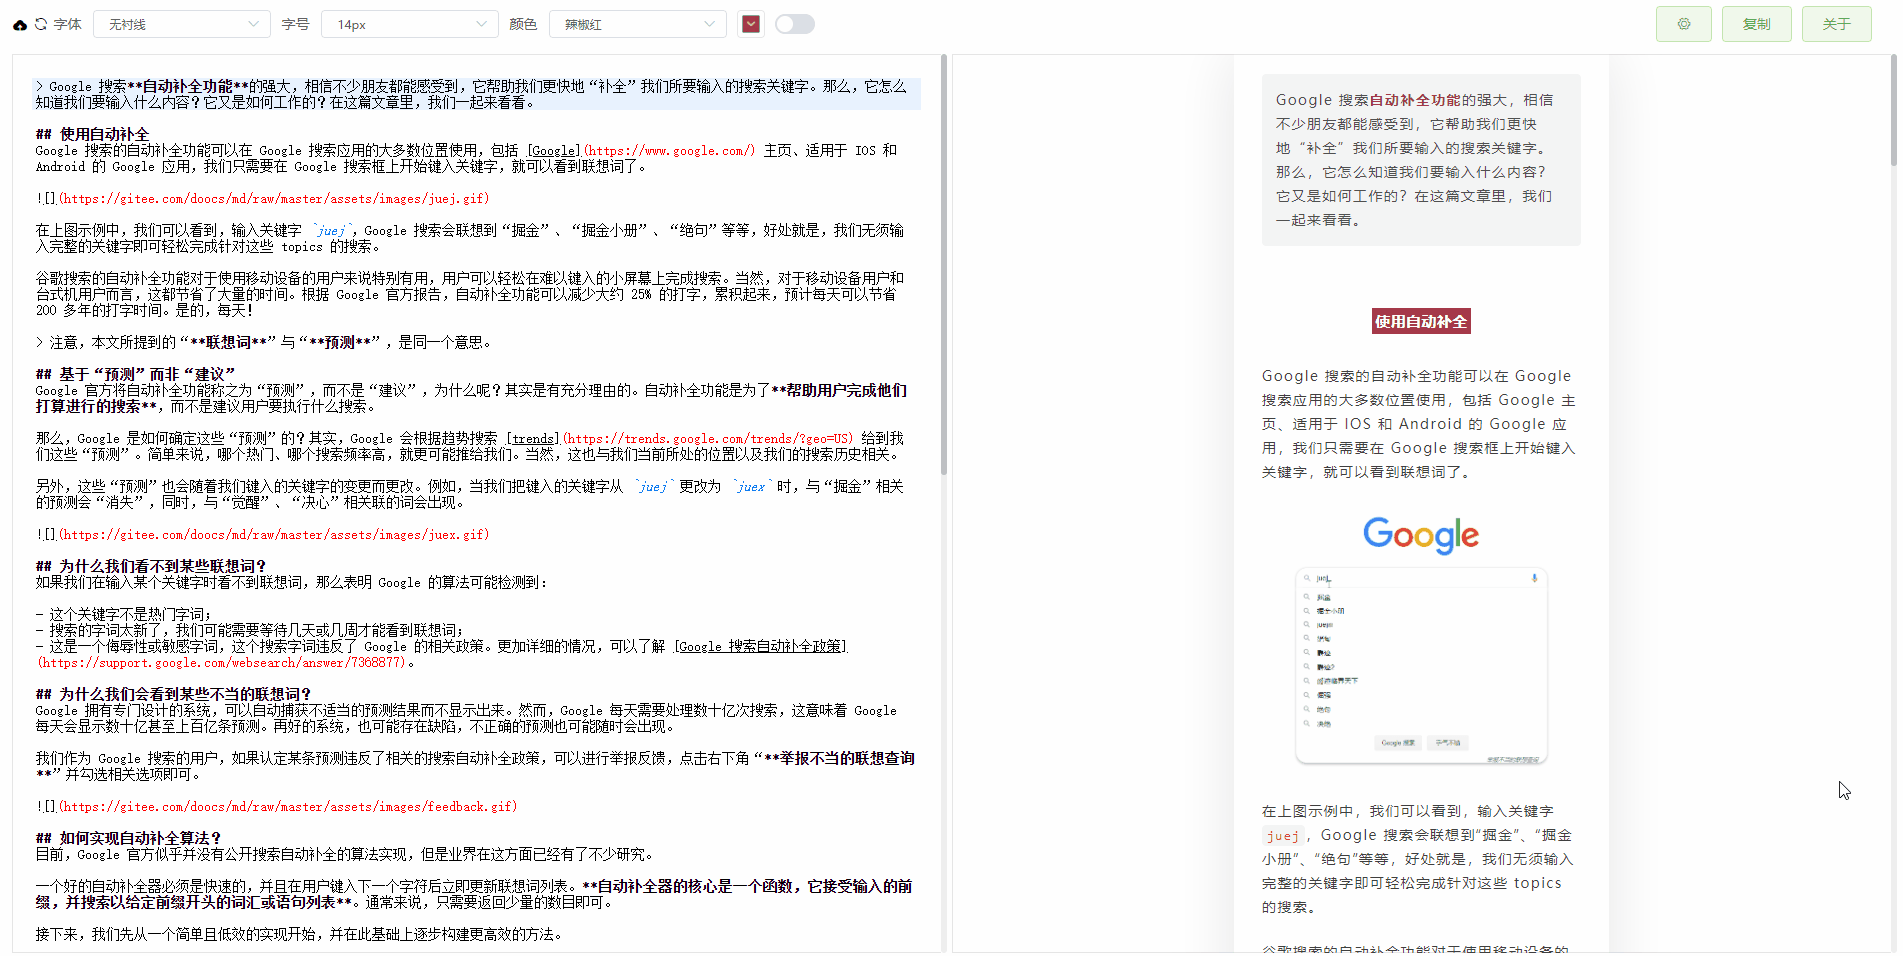 字体 无衬线 字号 14px 颜色 辣椒红 复制 关于
> Google 搜索**自动补全功能**的强大，相信不少朋友都能感受到，它帮助我们更快地“补全”我们所要输入的搜索关键字。那么，它怎么
知道我们要输入什么内容？它又是如何工作的？在这篇文章里，我们一起来看看。
## 使用自动补全
Google 搜索的自动补全功能可以在 Google 搜索应用的大多数位置使用，包括 [Google](https://www.google.com/) 主页、适用于 IOS 和
Android 的 Google 应用，我们只需要在 Google 搜索框上开始键入关键字，就可以看到联想词了。
![](https://gitee.com/doocs/md/raw/master/assets/images/juej.gif)
在上图示例中，我们可以看到，输入关键字 `juej`，Google 搜索会联想到“掘金”、“掘金小册”、“绝句”等等，好处就是，我们无须输
入完整的关键字即可轻松完成针对这些 topics 的搜索。
谷歌搜索的自动补全功能对于使用移动设备的用户来说特别有用，用户可以轻松在难以键入的小屏幕上完成搜索。当然，对于移动设备用户和
台式机用户而言，这都节省了大量的时间。根据 Google 官方报告，自动补全功能可以减少大约 25% 的打字，累积起来，预计每天可以节省
200 多年的打字时间。是的，每天！
> 注意，本文所提到的“**联想词**”与“**预测**”，是同一个意思。
## 基于“预测”而非“建议”
Google 官方将自动补全功能称之为“预测”，而不是“建议”，为什么呢？其实是有充分理由的。自动补全功能是为了**帮助用户完成他们
打算进行的搜索**，而不是建议用户要执行什么搜索。
那么，Google 是如何确定这些“预测”的？其实，Google 会根据趋势搜索 [trends](https://trends.google.com/trends/?geo=US) 给到我
们这些“预测”。简单来说，哪个热门、哪个搜索频率高，就更可能推给我们。当然，这也与我们当前所处的位置以及我们的搜索历史相关。
另外，这些“预测”也会随着我们键入的关键字的变更而更改。例如，当我们把键入的关键字从 `juej` 更改为 `juex` 时，与“掘金”相关
的预测会“消失”，同时，与“觉醒”、“决心”相关联的词会出现。
![](https://gitee.com/doocs/md/raw/master/assets/images/juex.gif)
## 为什么我们看不到某些联想词？
如果我们在输入某个关键字时看不到联想词，那么表明 Google 的算法可能检测到：
- 这个关键字不是热门字词；
- 搜索的字词太新了，我们可能需要等待几天或几周才能看到联想词；
- 这是一个侮辱性或敏感字词，这个搜索字词违反了 Google 的相关政策。更加详细的情况，可以了解 [Google 搜索自动补全政策]
(https://support.google.com/websearch/answer/7368877)。
## 为什么我们会看到某些不当的联想词？
Google 拥有专门设计的系统，可以自动捕获不适当的预测结果而不显示出来。然而，Google 每天需要处理数十亿次搜索，这意味着 Google
每天会显示数十亿甚至上百亿条预测。再好的系统，也可能存在缺陷，不正确的预测也可能随时会出现。
我们作为 Google 搜索的用户，如果认定某条预测违反了相关的搜索自动补全政策，可以进行举报反馈，点击右下角“**举报不当的联想查询
**”并勾选相关选项即可。
![](https://gitee.com/doocs/md/raw/master/assets/images/feedback.gif)
## 如何实现自动补全算法？
目前，Google 官方似乎并没有公开搜索自动补全的算法实现，但是业界在这方面已经有了不少研究。
一个好的自动补全器必须是快速的，并且在用户键入下一个字符后立即更新联想词列表。**自动补全器的核心是一个函数，它接受输入的前
缀，并搜索以给定前缀开头的词汇或语句列表**。通常来说，只需要返回少量的数目即可。
接下来，我们先从一个简单且低效的实现开始，并在此基础上逐步构建更高效的方法。
Google 搜索自动补全功能的强大，相信
不少朋友都能感受到，它帮助我们更快
地“补全”我们所要输入的搜索关键字。
那么，它怎么知道我们要输入什么内容？
它又是如何工作的？在这篇文章里，我们
一起来看看。
使用自动补全
Google 搜索的自动补全功能可以在 Google
搜索应用的大多数位置使用，包括 Google 主
页、适用于 IOS 和 Android 的 Google 应
用，我们只需要在 Google 搜索框上开始键入
关键字，就可以看到联想词了。
Google
juej
掘金
掘金小册
juejin
绝句
绝句
Google 搜索 手气不错
举报不当的联想查询
在上图示例中，我们可以看到，输入关键字
juej，Google 搜索会联想到“掘金”、“掘金
小册”、“绝句”等等，好处就是，我们无须输入
完整的关键字即可轻松完成针对这些 topics
的搜索。
谷歌搜索的自动补全功能对于使用移动设备的